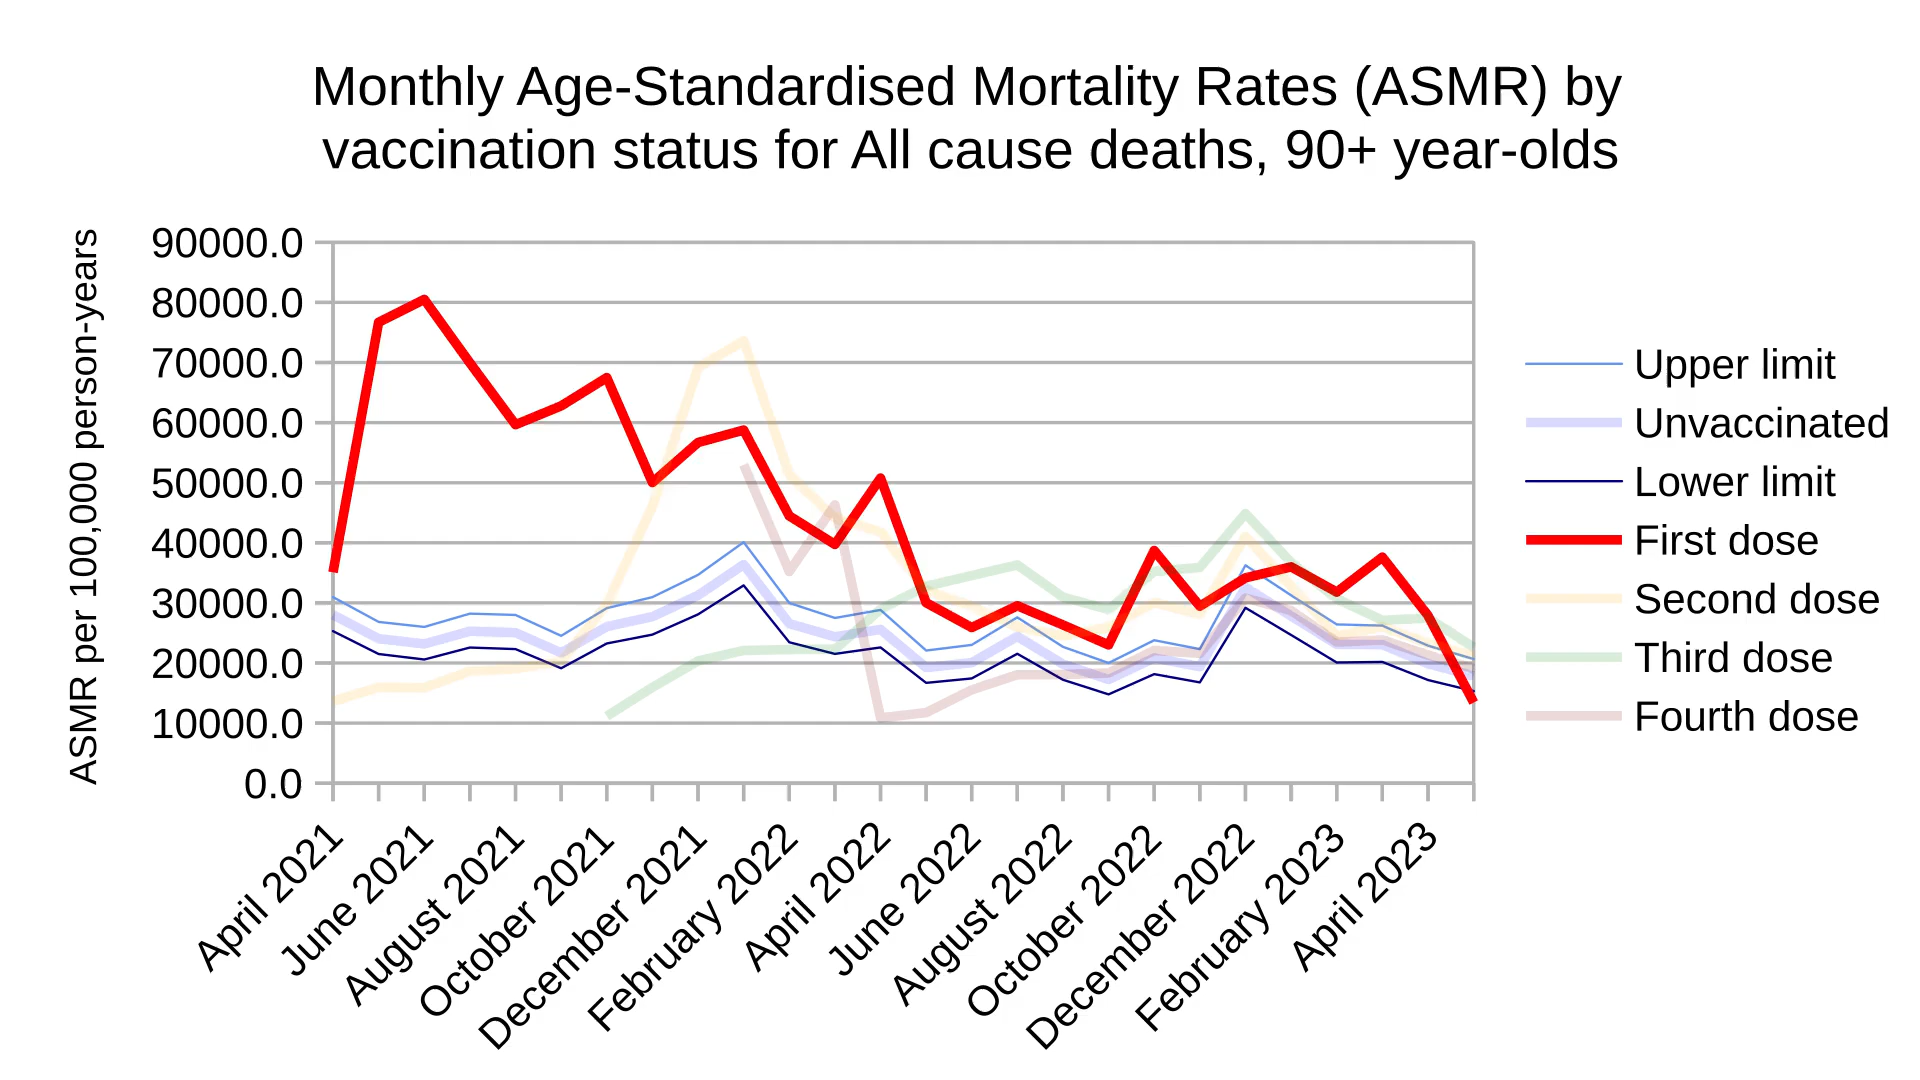 Monthly Age-Standardised Mortality Rates (ASMR) by
vaccination status for All cause deaths, 90+ year-olds
ASMR per 100,000 person-years
90000.0
80000.0
70000.0
60000.0
50000.0
40000.0
30000.0
20000.0
10000.0
0.0
April 2021
June 2021
August 2021
October 2021
December 2021
February 2022
April 2022
June 2022
August 2022
October 2022
December 2022
February 2023
April 2023
Upper limit
Unvaccinated
Lower limit
First dose
Second dose
Third dose
Fourth dose